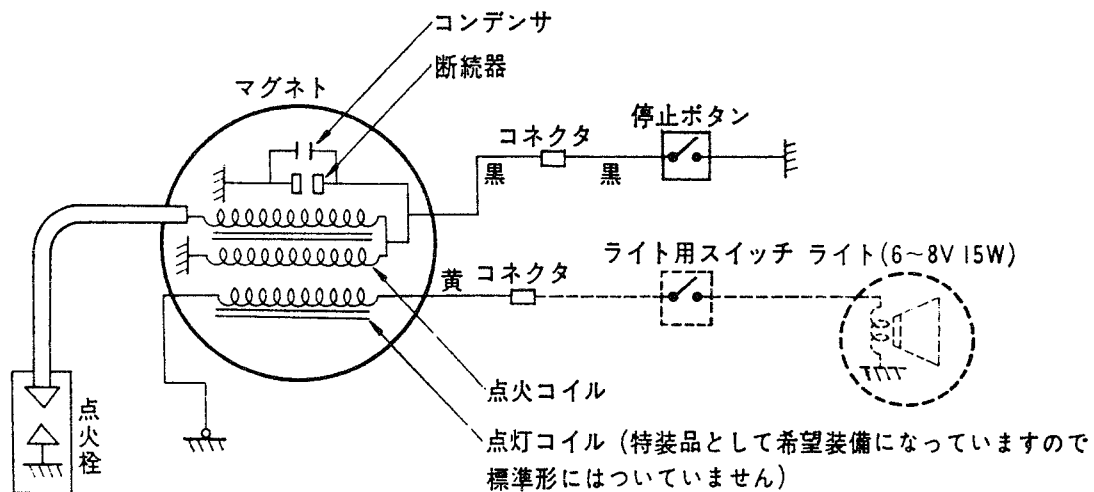 コンデンサ
断続器
マグネト
停止ボタン
コネクタ
黒
黒
ライト用スイッチ
ライト(6~8V 15W)
黄
コネクタ
点火コイル
点火栓
点灯コイル (特装品として希望装備になっていますので
標準形にはついていません)